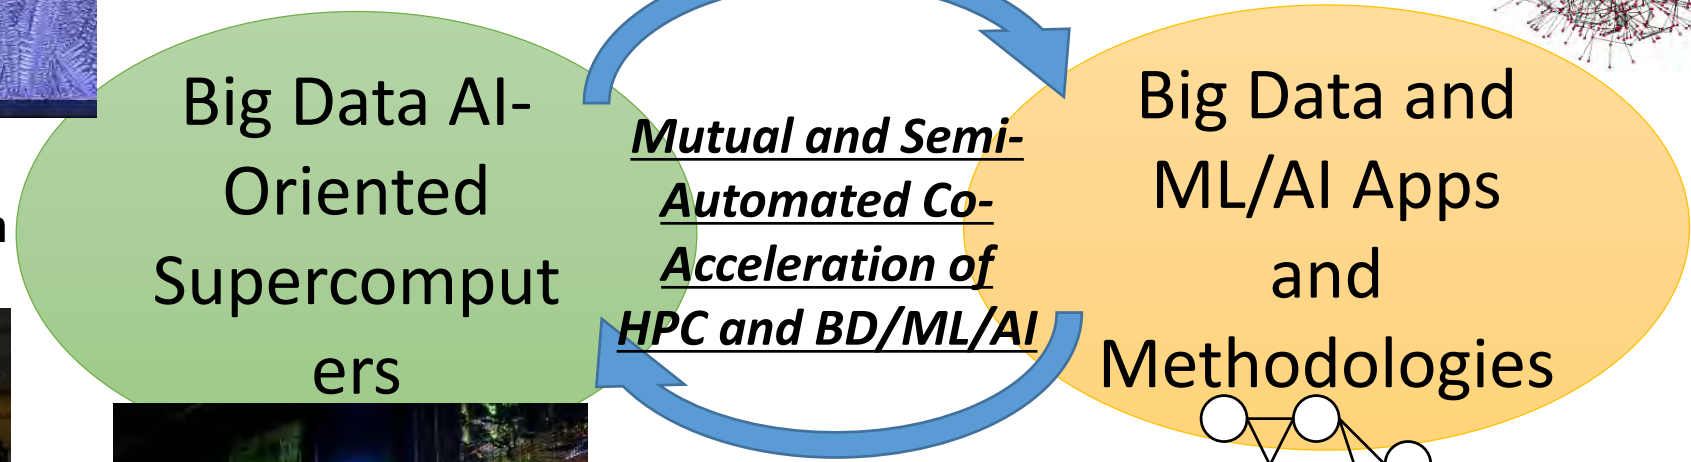 Big Data AI-
Oriented
Supercomput
ers
Mutual and Semi-
Automated Co-
Acceleration of
HPC and BD/ML/AI
Big Data and
ML/AI Apps
and
Methodologies